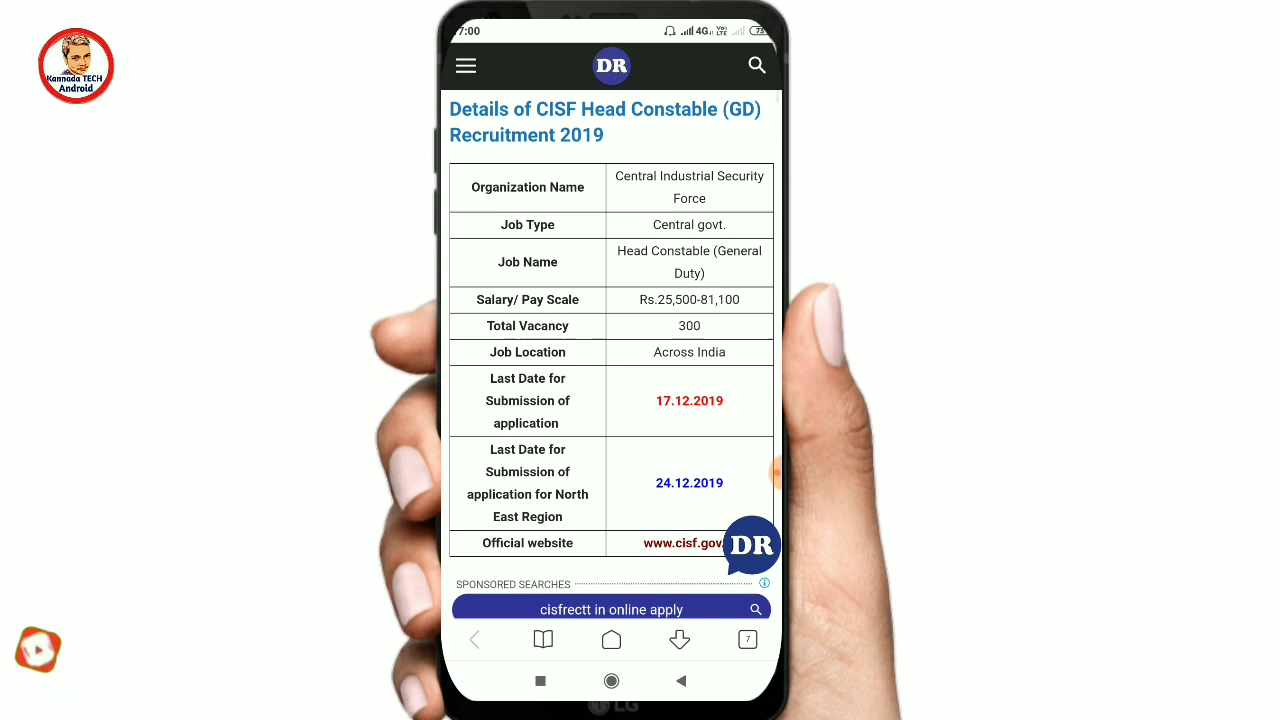 Kannada TECH
Android
7:00
4G
Vo
LTE
73
DR
Details of CISF Head Constable (GD)
Recruitment 2019
Organization Name
Central Industrial Security
Force
Job Type
Central govt.
Job Name
Head Constable (General
Duty)
Salary/ Pay Scale
Rs.25,500-81,100
Total Vacancy
300
Job Location
Across India
Last Date for
Submission of
application
17.12.2019
Last Date for
Submission of
application for North
East Region
24.12.2019
Official website
www.cisf.gov.
DR
SPONSORED SEARCHES
cisfrectt in online apply
7
LG